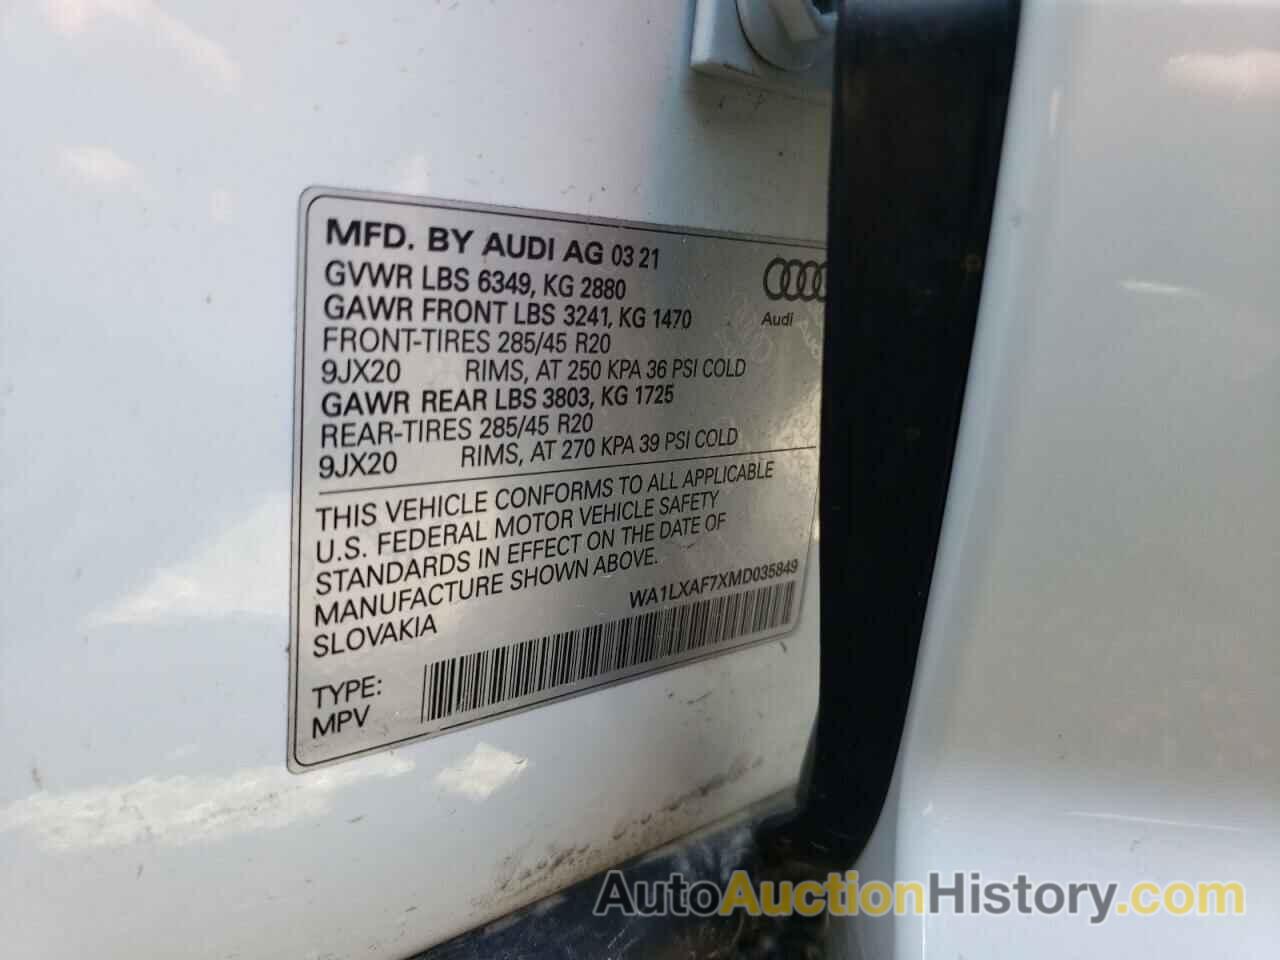 MFD. BY AUDI AG 03 21
GVWR LBS 6349, KG 2880
GAWR FRONT LBS 3241, KG 1470
FRONT-TIRES 285/45 R20
9JX20 RIMS, AT 250 KPA 36 PSI COLD
GAWR REAR LBS 3803, KG 1725
REAR-TIRES 285/45 R20
9JX20 RIMS, AT 270 KPA 39 PSI COLD
Audi
THIS VEHICLE CONFORMS TO ALL APPLICABLE
U.S. FEDERAL MOTOR VEHICLE SAFETY
STANDARDS IN EFFECT ON THE DATE OF
MANUFACTURE SHOWN ABOVE.
SLOVAKIA
WA1LXAF7XMD035849
TYPE:
MPV
AutoAuctionHistory.com